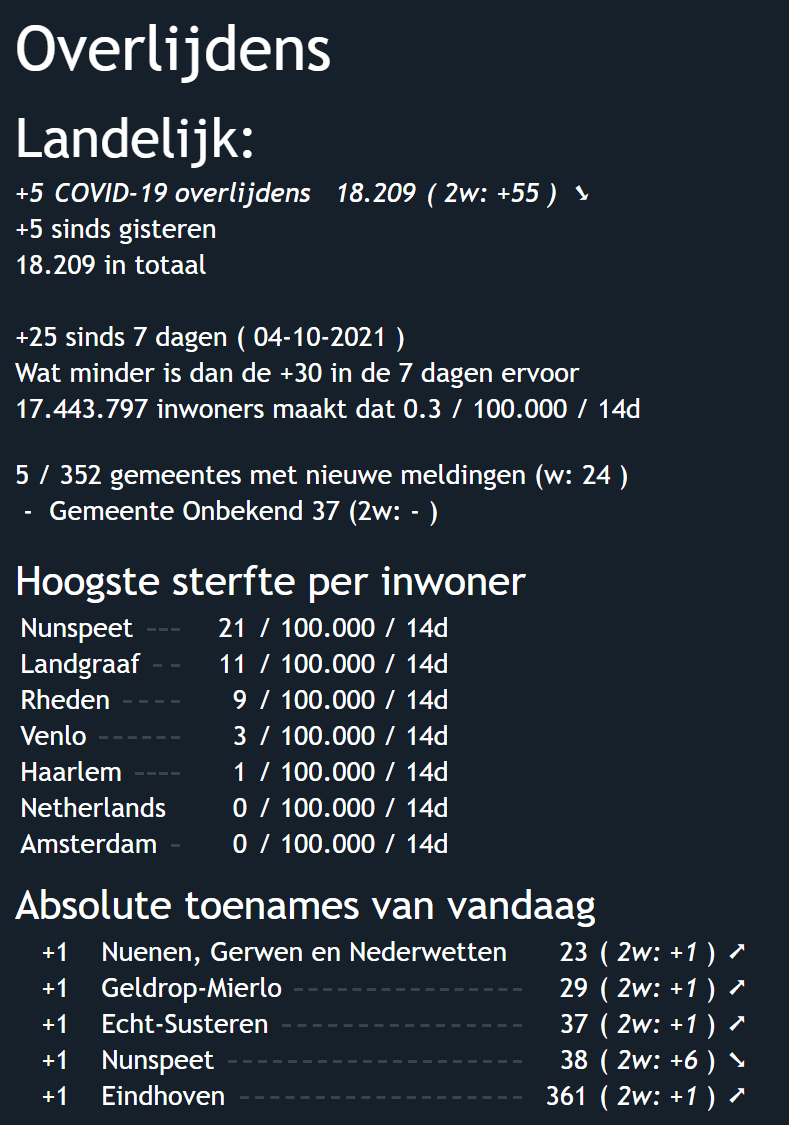 Overlijdens
Landelijk:
+5 COVID-19 overlijdens 18.209 ( 2w: +55 ) ➘
+5 sinds gisteren
18.209 in totaal
+25 sinds 7 dagen ( 04-10-2021 )
Wat minder is dan de +30 in de 7 dagen ervoor
17.443.797 inwoners maakt dat 0.3 / 100.000 / 14d
5 / 352 gemeentes met nieuwe meldingen (w: 24 )
- Gemeente Onbekend 37 (2w: - )
Hoogste sterfte per inwoner
Nunspeet --- 21 / 100.000 / 14d
Landgraaf -- 11 / 100.000 / 14d
Rheden ---- 9 / 100.000 / 14d
Venlo ------ 3 / 100.000 / 14d
Haarlem ---- 1 / 100.000 / 14d
Netherlands 0 / 100.000 / 14d
Amsterdam - 0 / 100.000 / 14d
Absolute toenames van vandaag
+1 Nuenen, Gerwen en Nederwetten 23 ( 2w: +1 ) ➚
+1 Geldrop-Mierlo ---------------- 29 ( 2w: +1 ) ➚
+1 Echt-Susteren ----------------- 37 ( 2w: +1 ) ➚
+1 Nunspeet --------------------- 38 ( 2w: +6 ) ➘
+1 Eindhoven -------------------- 361 ( 2w: +1 ) ➚